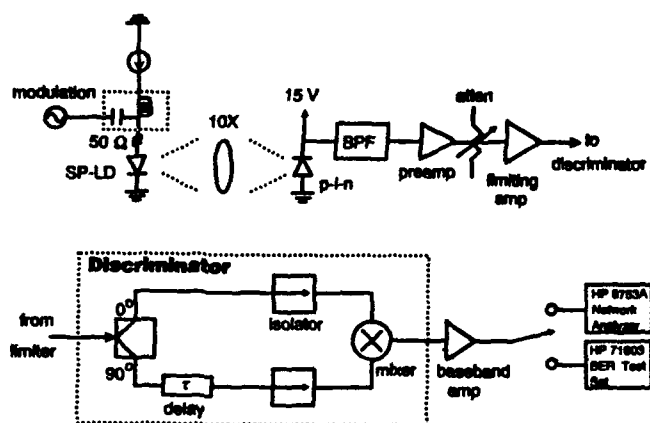 modulation
50 Ω
SP-LD
10X
15 V
p-i-n
BPF
preamp
atten
limiting
amp
to
discriminator
Discriminator
from
limiter
0°
90°
τ
delay
isolator
mixer
baseband
amp
HP 8753A
Network
Analyzer
HP 71603
BER Test
Set